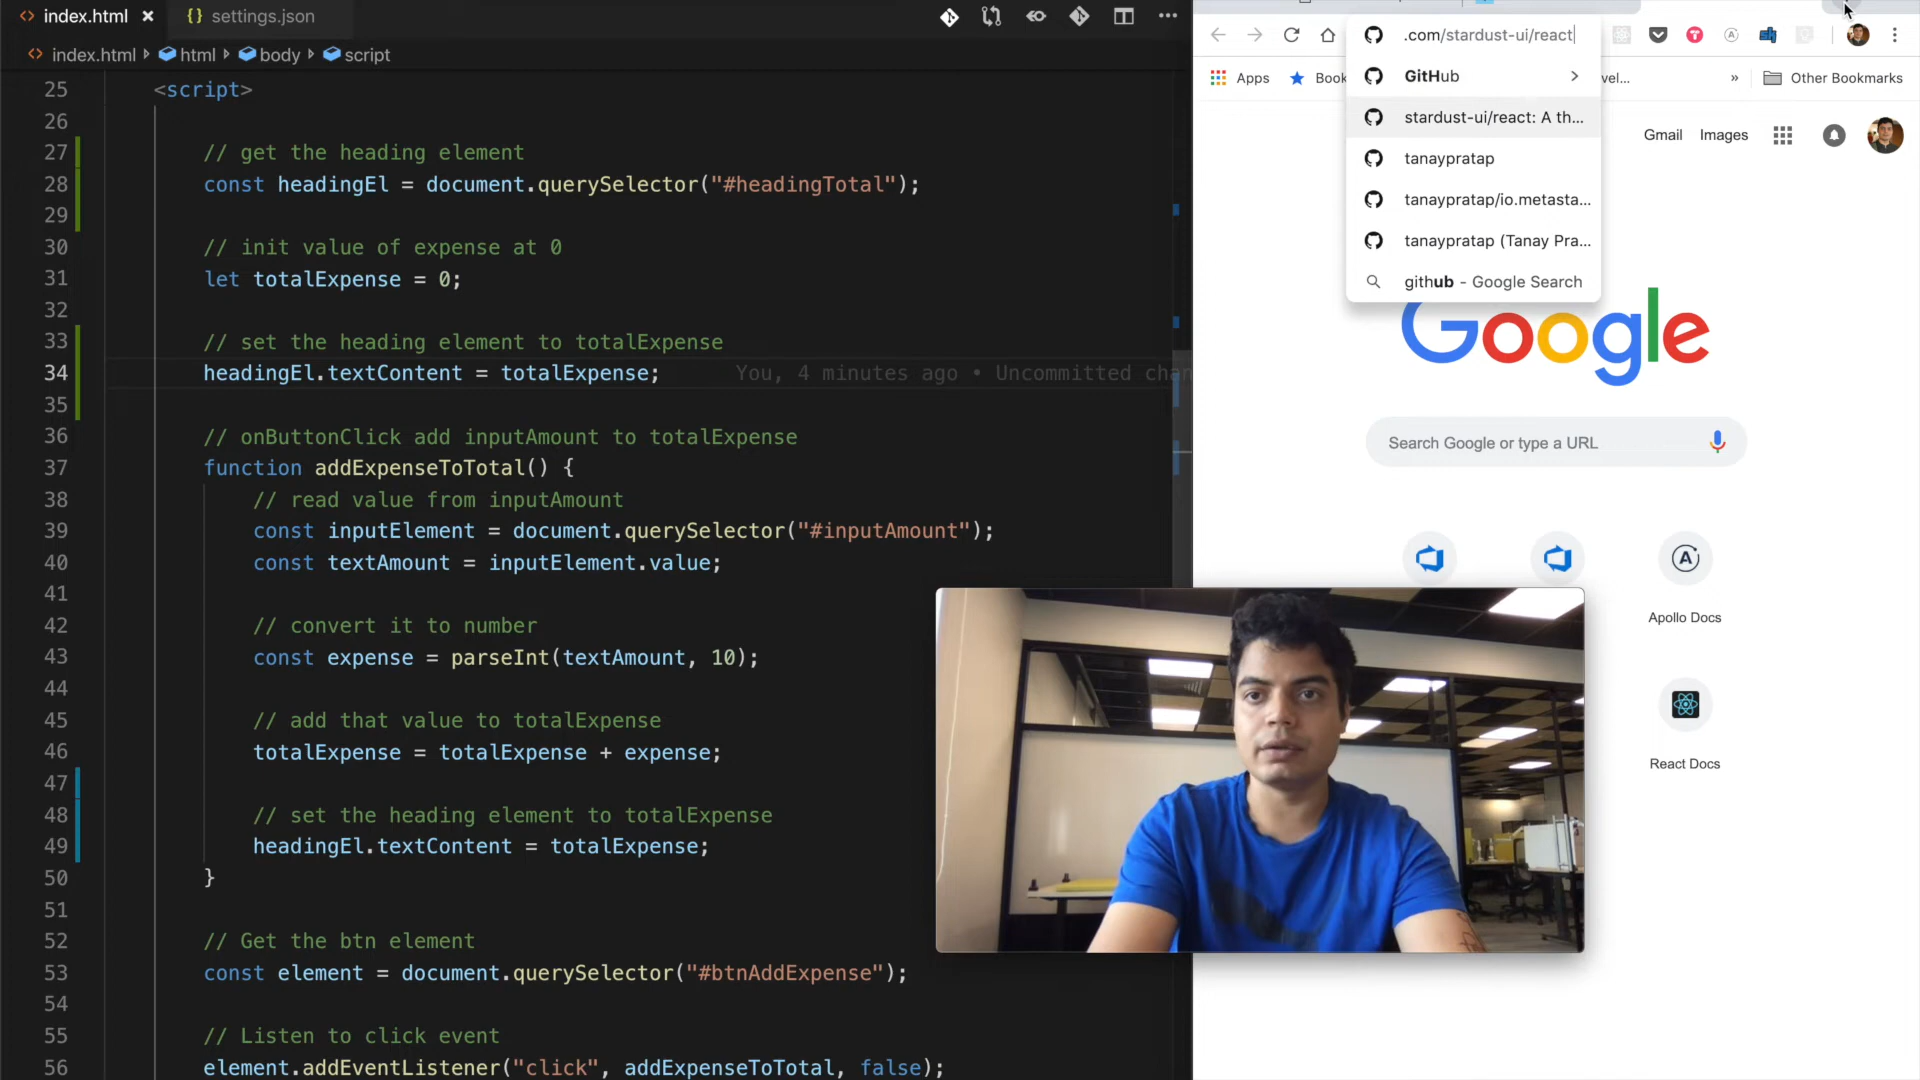 index.html
settings.json
index.html html body script
25 <script>
26
27 // get the heading element
28 const headingEl = document.querySelector("#headingTotal");
29
30 // init value of expense at 0
31 let totalExpense = 0;
32
33 // set the heading element to totalExpense
34 headingEl.textContent = totalExpense; You, 4 minutes ago • Uncommitted chan
35
36 // onButtonClick add inputAmount to totalExpense
37 function addExpenseToTotal() {
38 // read value from inputAmount
39 const inputElement = document.querySelector("#inputAmount");
40 const textAmount = inputElement.value;
41
42 // convert it to number
43 const expense = parseInt(textAmount, 10);
44
45 // add that value to totalExpense
46 totalExpense = totalExpense + expense;
47
48 // set the heading element to totalExpense
49 headingEl.textContent = totalExpense;
50 }
51
52 // Get the btn element
53 const element = document.querySelector("#btnAddExpense");
54
55 // Listen to click event
56 element.addEventListener("click", addExpenseToTotal, false);
.com/stardust-ui/react
GitHub
stardust-ui/react: A th...
tanaypratap
tanaypratap/io.metasta...
tanaypratap (Tanay Pra...
github - Google Search
Apps Book vel... » Other Bookmarks
Gmail Images
Google
Search Google or type a URL
Apollo Docs
React Docs